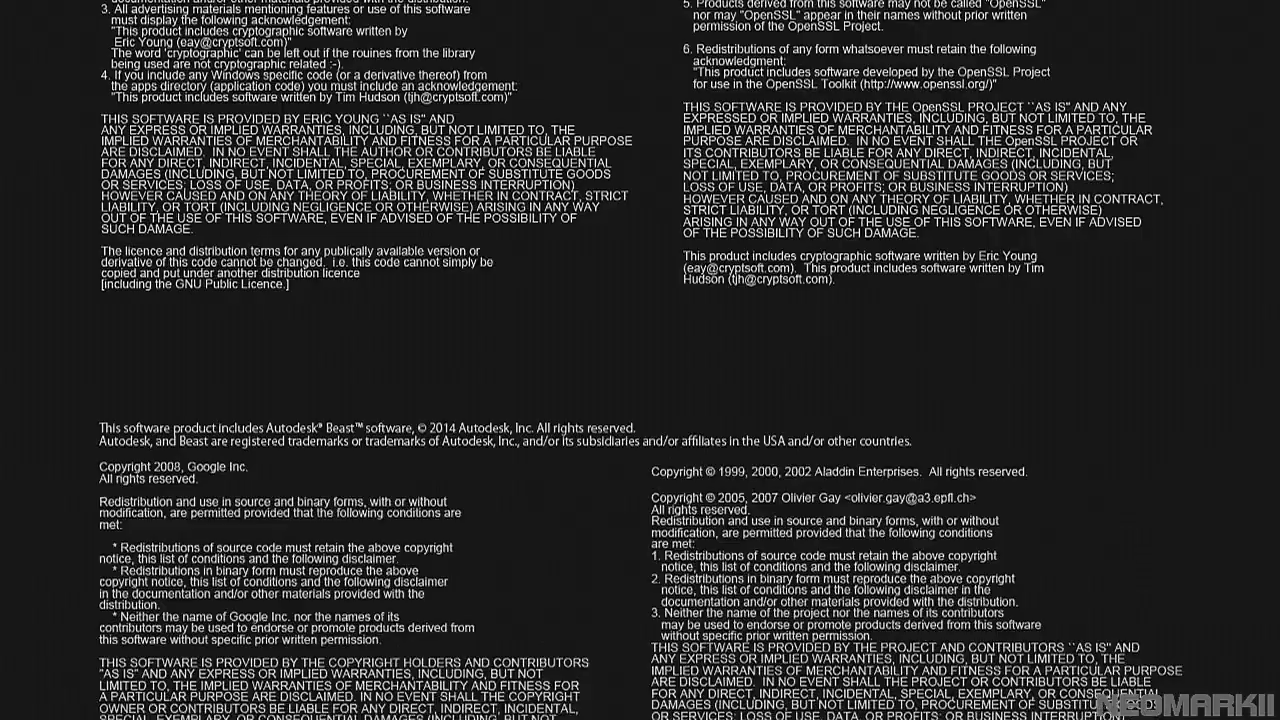 documentation and/or other materials provided with the distribution.
3. All advertising materials mentioning features or use of this software
must display the following acknowledgement:
"This product includes cryptographic software written by
Eric Young (eay@cryptsoft.com)"
The word 'cryptographic' can be left out if the rouines from the library
being used are not cryptographic related :-).
4. If you include any Windows specific code (or a derivative thereof) from
the apps directory (application code) you must include an acknowledgement:
"This product includes software written by Tim Hudson (tjh@cryptsoft.com)"
THIS SOFTWARE IS PROVIDED BY ERIC YOUNG ``AS IS'' AND
ANY EXPRESS OR IMPLIED WARRANTIES, INCLUDING, BUT NOT LIMITED TO, THE
IMPLIED WARRANTIES OF MERCHANTABILITY AND FITNESS FOR A PARTICULAR PURPOSE
ARE DISCLAIMED.  IN NO EVENT SHALL THE AUTHOR OR CONTRIBUTORS BE LIABLE
FOR ANY DIRECT, INDIRECT, INCIDENTAL, SPECIAL, EXEMPLARY, OR CONSEQUENTIAL
DAMAGES (INCLUDING, BUT NOT LIMITED TO, PROCUREMENT OF SUBSTITUTE GOODS
OR SERVICES; LOSS OF USE, DATA, OR PROFITS; OR BUSINESS INTERRUPTION)
HOWEVER CAUSED AND ON ANY THEORY OF LIABILITY, WHETHER IN CONTRACT, STRICT
LIABILITY, OR TORT (INCLUDING NEGLIGENCE OR OTHERWISE) ARISING IN ANY WAY
OUT OF THE USE OF THIS SOFTWARE, EVEN IF ADVISED OF THE POSSIBILITY OF
SUCH DAMAGE.
The licence and distribution terms for any publically available version or
derivative of this code cannot be changed.  i.e. this code cannot simply be
copied and put under another distribution licence
[including the GNU Public Licence.]
5. Products derived from this software may not be called "OpenSSL"
nor may "OpenSSL" appear in their names without prior written
permission of the OpenSSL Project.
6. Redistributions of any form whatsoever must retain the following
acknowledgment:
"This product includes software developed by the OpenSSL Project
for use in the OpenSSL Toolkit (http://www.openssl.org/)"
THIS SOFTWARE IS PROVIDED BY THE OpenSSL PROJECT ``AS IS'' AND ANY
EXPRESSED OR IMPLIED WARRANTIES, INCLUDING, BUT NOT LIMITED TO, THE
IMPLIED WARRANTIES OF MERCHANTABILITY AND FITNESS FOR A PARTICULAR
PURPOSE ARE DISCLAIMED.  IN NO EVENT SHALL THE OpenSSL PROJECT OR
ITS CONTRIBUTORS BE LIABLE FOR ANY DIRECT, INDIRECT, INCIDENTAL,
SPECIAL, EXEMPLARY, OR CONSEQUENTIAL DAMAGES (INCLUDING, BUT
NOT LIMITED TO, PROCUREMENT OF SUBSTITUTE GOODS OR SERVICES;
LOSS OF USE, DATA, OR PROFITS; OR BUSINESS INTERRUPTION)
HOWEVER CAUSED AND ON ANY THEORY OF LIABILITY, WHETHER IN CONTRACT,
STRICT LIABILITY, OR TORT (INCLUDING NEGLIGENCE OR OTHERWISE)
ARISING IN ANY WAY OUT OF THE USE OF THIS SOFTWARE, EVEN IF ADVISED
OF THE POSSIBILITY OF SUCH DAMAGE.
This product includes cryptographic software written by Eric Young
(eay@cryptsoft.com).  This product includes software written by Tim
Hudson (tjh@cryptsoft.com).
This software product includes Autodesk® Beast™ software, © 2014 Autodesk, Inc. All rights reserved.
Autodesk, and Beast are registered trademarks or trademarks of Autodesk, Inc., and/or its subsidiaries and/or affiliates in the USA and/or other countries.
Copyright 2008, Google Inc.
All rights reserved.
Redistribution and use in source and binary forms, with or without
modification, are permitted provided that the following conditions are
met:
* Redistributions of source code must retain the above copyright
notice, this list of conditions and the following disclaimer.
* Redistributions in binary form must reproduce the above
copyright notice, this list of conditions and the following disclaimer
in the documentation and/or other materials provided with the
distribution.
* Neither the name of Google Inc. nor the names of its
contributors may be used to endorse or promote products derived from
this software without specific prior written permission.
THIS SOFTWARE IS PROVIDED BY THE COPYRIGHT HOLDERS AND CONTRIBUTORS
"AS IS" AND ANY EXPRESS OR IMPLIED WARRANTIES, INCLUDING, BUT NOT
LIMITED TO, THE IMPLIED WARRANTIES OF MERCHANTABILITY AND FITNESS FOR
A PARTICULAR PURPOSE ARE DISCLAIMED. IN NO EVENT SHALL THE COPYRIGHT
OWNER OR CONTRIBUTORS BE LIABLE FOR ANY DIRECT, INDIRECT, INCIDENTAL,
SPECIAL, EXEMPLARY, OR CONSEQUENTIAL DAMAGES (INCLUDING, BUT NOT
Copyright © 1999, 2000, 2002 Aladdin Enterprises.  All rights reserved.
Copyright © 2005, 2007 Olivier Gay <olivier.gay@a3.epfl.ch>
All rights reserved.
Redistribution and use in source and binary forms, with or without
modification, are permitted provided that the following conditions
are met:
1. Redistributions of source code must retain the above copyright
notice, this list of conditions and the following disclaimer.
2. Redistributions in binary form must reproduce the above copyright
notice, this list of conditions and the following disclaimer in the
documentation and/or other materials provided with the distribution.
3. Neither the name of the project nor the names of its contributors
may be used to endorse or promote products derived from this software
without specific prior written permission.
THIS SOFTWARE IS PROVIDED BY THE PROJECT AND CONTRIBUTORS ``AS IS'' AND
ANY EXPRESS OR IMPLIED WARRANTIES, INCLUDING, BUT NOT LIMITED TO, THE
IMPLIED WARRANTIES OF MERCHANTABILITY AND FITNESS FOR A PARTICULAR PURPOSE
ARE DISCLAIMED.  IN NO EVENT SHALL THE PROJECT OR CONTRIBUTORS BE LIABLE
FOR ANY DIRECT, INDIRECT, INCIDENTAL, SPECIAL, EXEMPLARY, OR CONSEQUENTIAL
DAMAGES (INCLUDING, BUT NOT LIMITED TO, PROCUREMENT OF SUBSTITUTE GOODS
OR SERVICES; LOSS OF USE, DATA, OR PROFITS; OR BUSINESS INTERRUPTION)
NEOMARKII